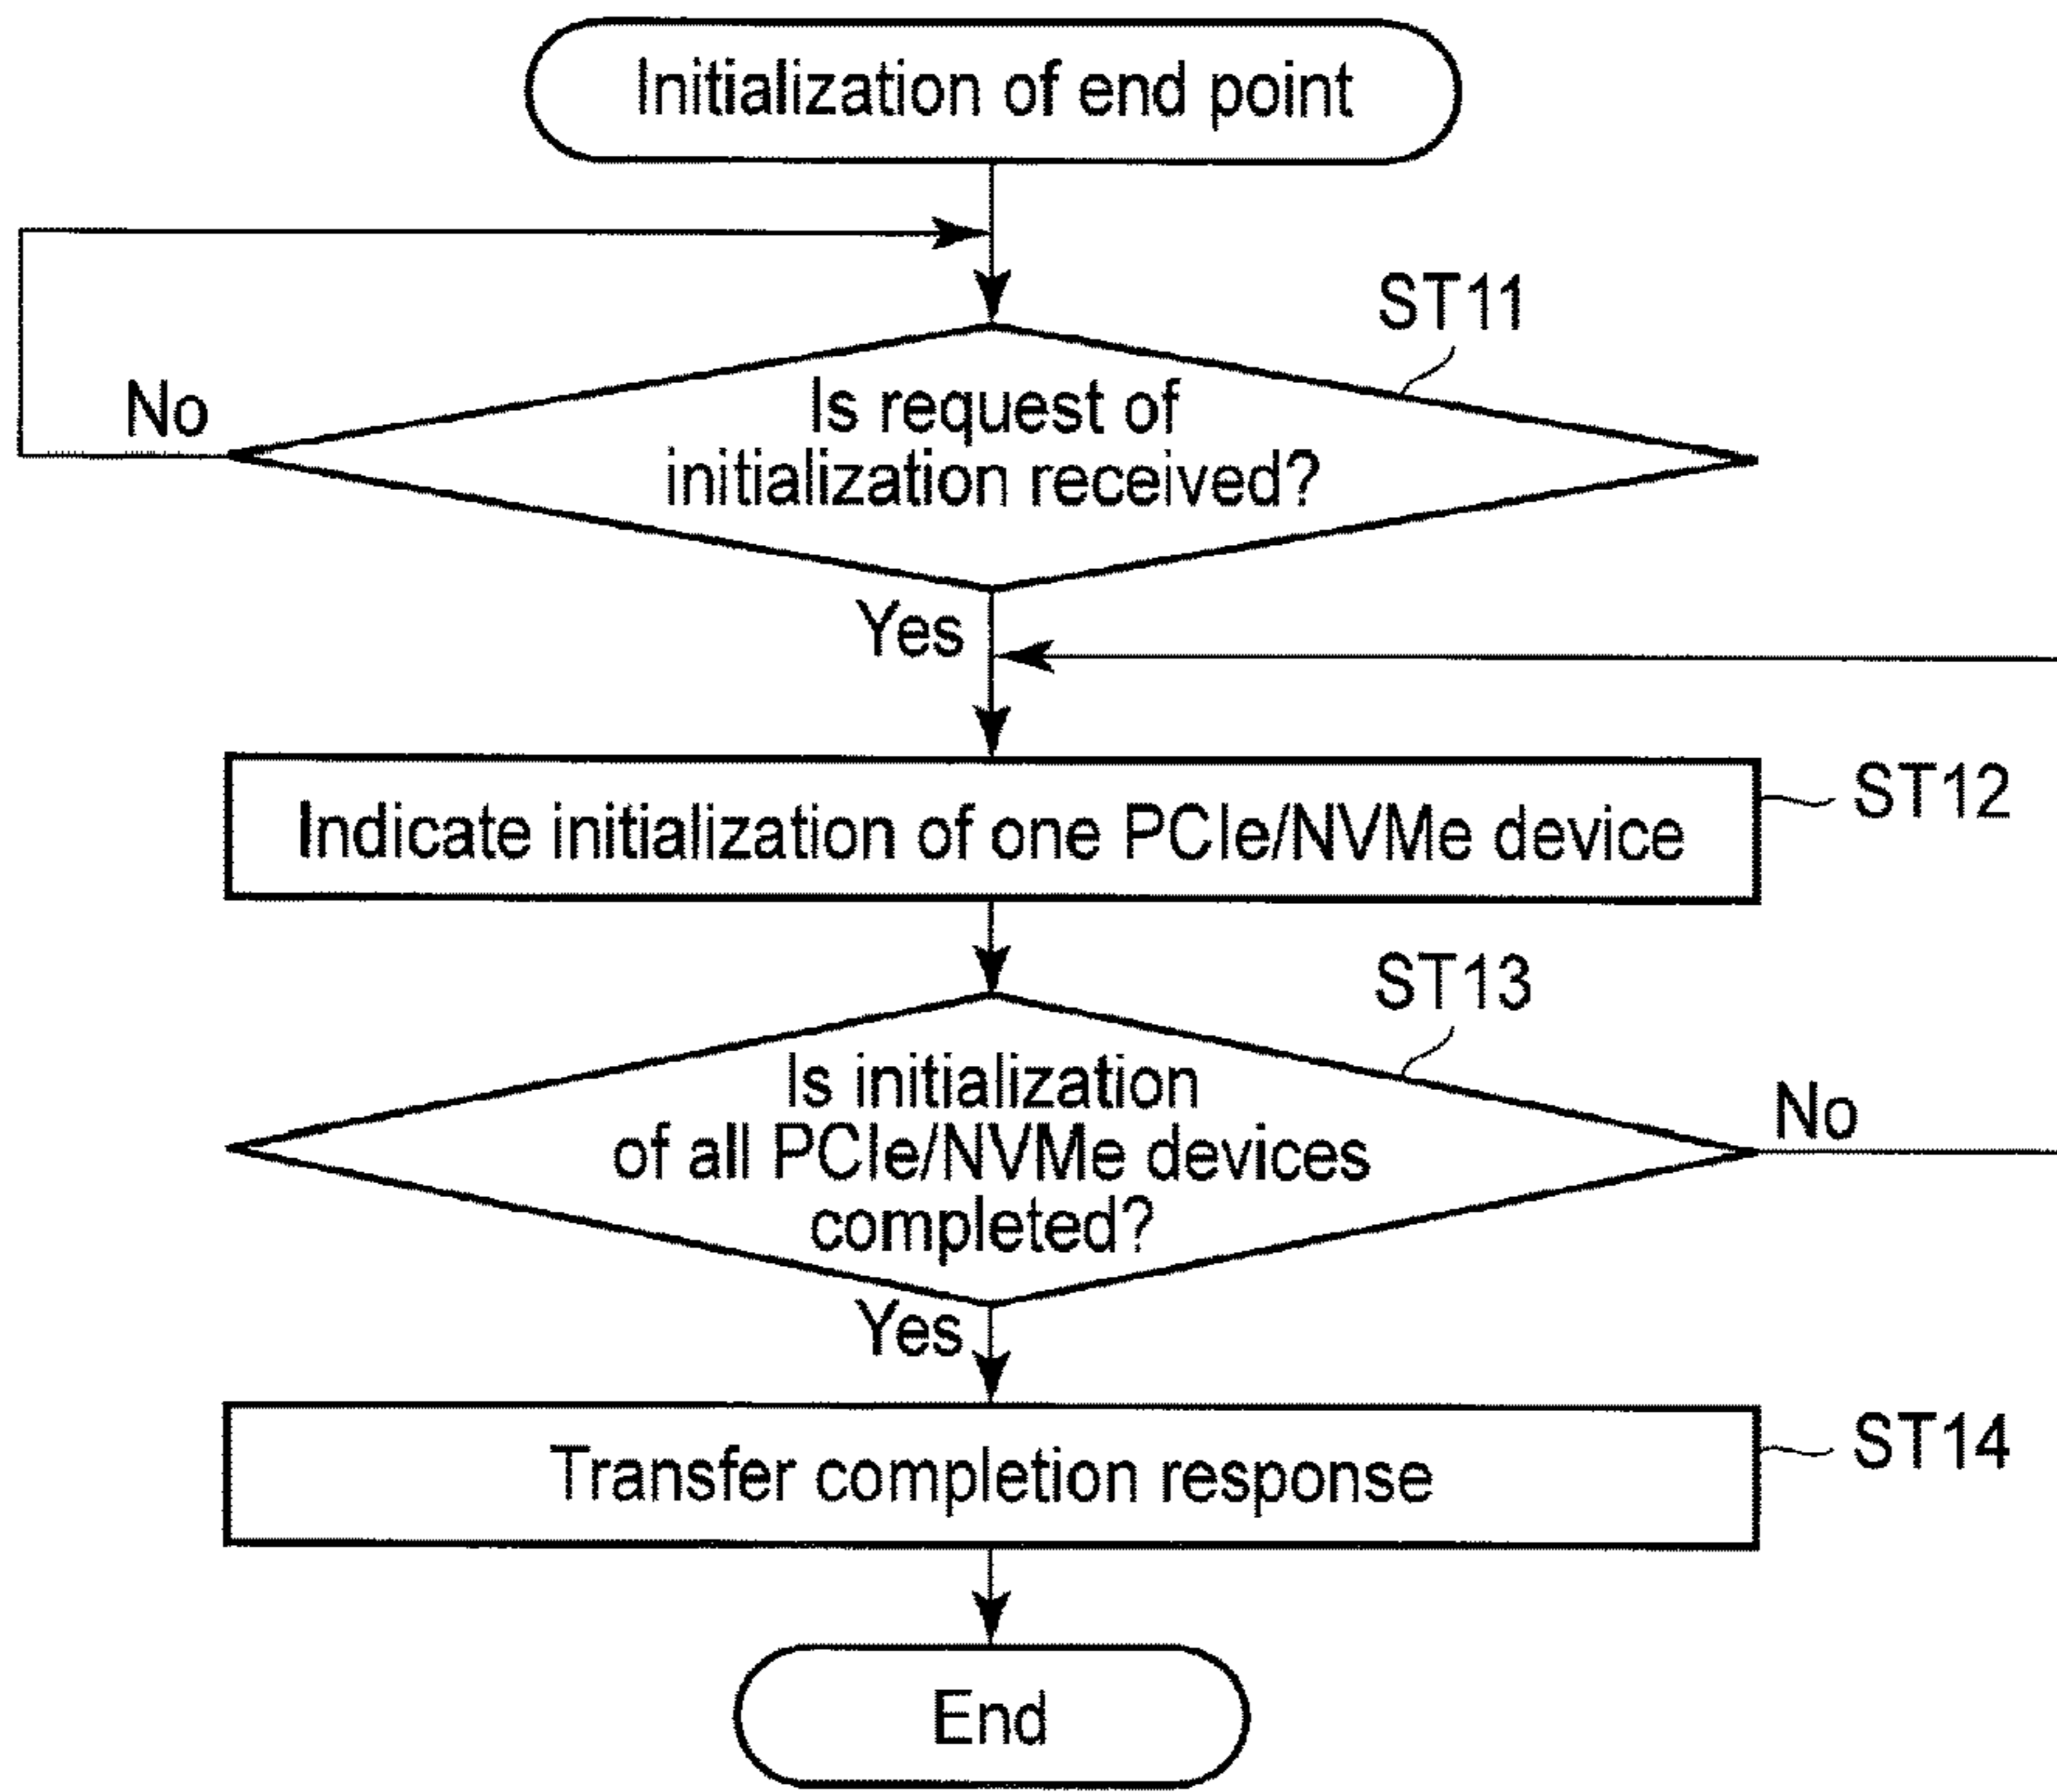 Initialization of end point
ST11
No
Is request of
initialization received?
Yes
Indicate initialization of one PCIe/NVMe device
ST12
ST13
Is initialization
of all PCIe/NVMe devices
completed?
No
Yes
Transfer completion response
ST14
End